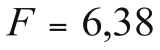 F = 6,38